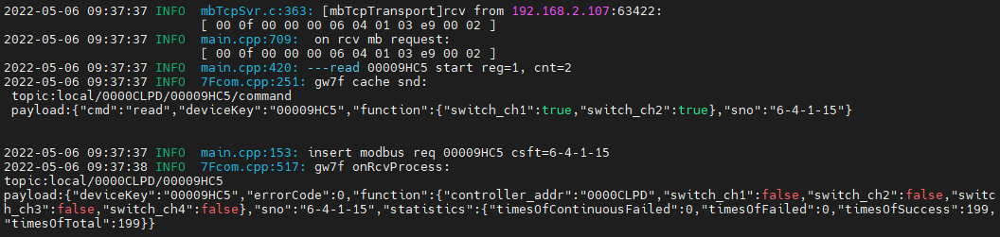 2022-05-06 09:37:37 INFO  mbTcpSvr.c:363: [mbTcpTransport]rcv from 192.168.2.107:63422:
[ 00 0f 00 00 00 06 04 01 03 e9 00 02 ]
2022-05-06 09:37:37 INFO  main.cpp:709:  on rcv mb request:
[ 00 0f 00 00 00 06 04 01 03 e9 00 02 ]
2022-05-06 09:37:37 INFO  main.cpp:420: ---read 00009HC5 start reg=1, cnt=2
2022-05-06 09:37:37 INFO  7Fcom.cpp:251: gw7f cache snd:
topic:local/0000CLPD/00009HC5/command
payload:{"cmd":"read","deviceKey":"00009HC5","function":{"switch_ch1":true,"switch_ch2":true},"sno":"6-4-1-15"}
2022-05-06 09:37:37 INFO  main.cpp:153: insert modbus req 00009HC5 csft=6-4-1-15
2022-05-06 09:37:38 INFO  7Fcom.cpp:517: gw7f onRcvProcess:
topic:local/0000CLPD/00009HC5
payload:{"deviceKey":"00009HC5","errorCode":0,"function":{"controller_addr":"0000CLPD","switch_ch1":false,"switch_ch2":false,"switc
h_ch3":false,"switch_ch4":false},"sno":"6-4-1-15","statistics":{"timesOfContinuousFailed":0,"timesOfFailed":0,"timesOfSuccess":199,
"timesOfTotal":199}}